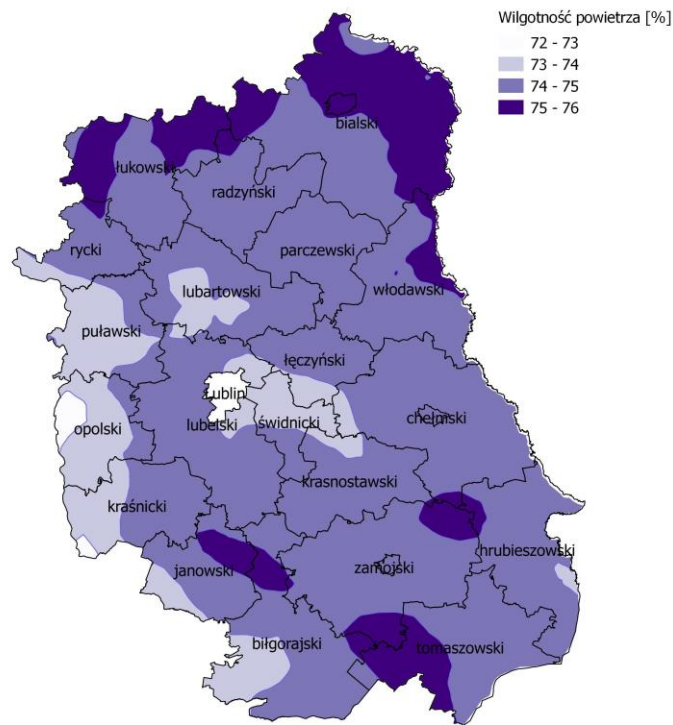 Wilgotność powietrza [%]
72 - 73
73 - 74
74 - 75
75 - 76
bialski
łukowski
radzyński
rycki
parczewski
lubartowski
włodawski
puławski
łęczyński
Lublin
opolski
lubelski
świdnicki
chełmski
krasnostawski
kraśnicki
hrubieszowski
janowski
zamojski
biłgorajski
tomaszowski